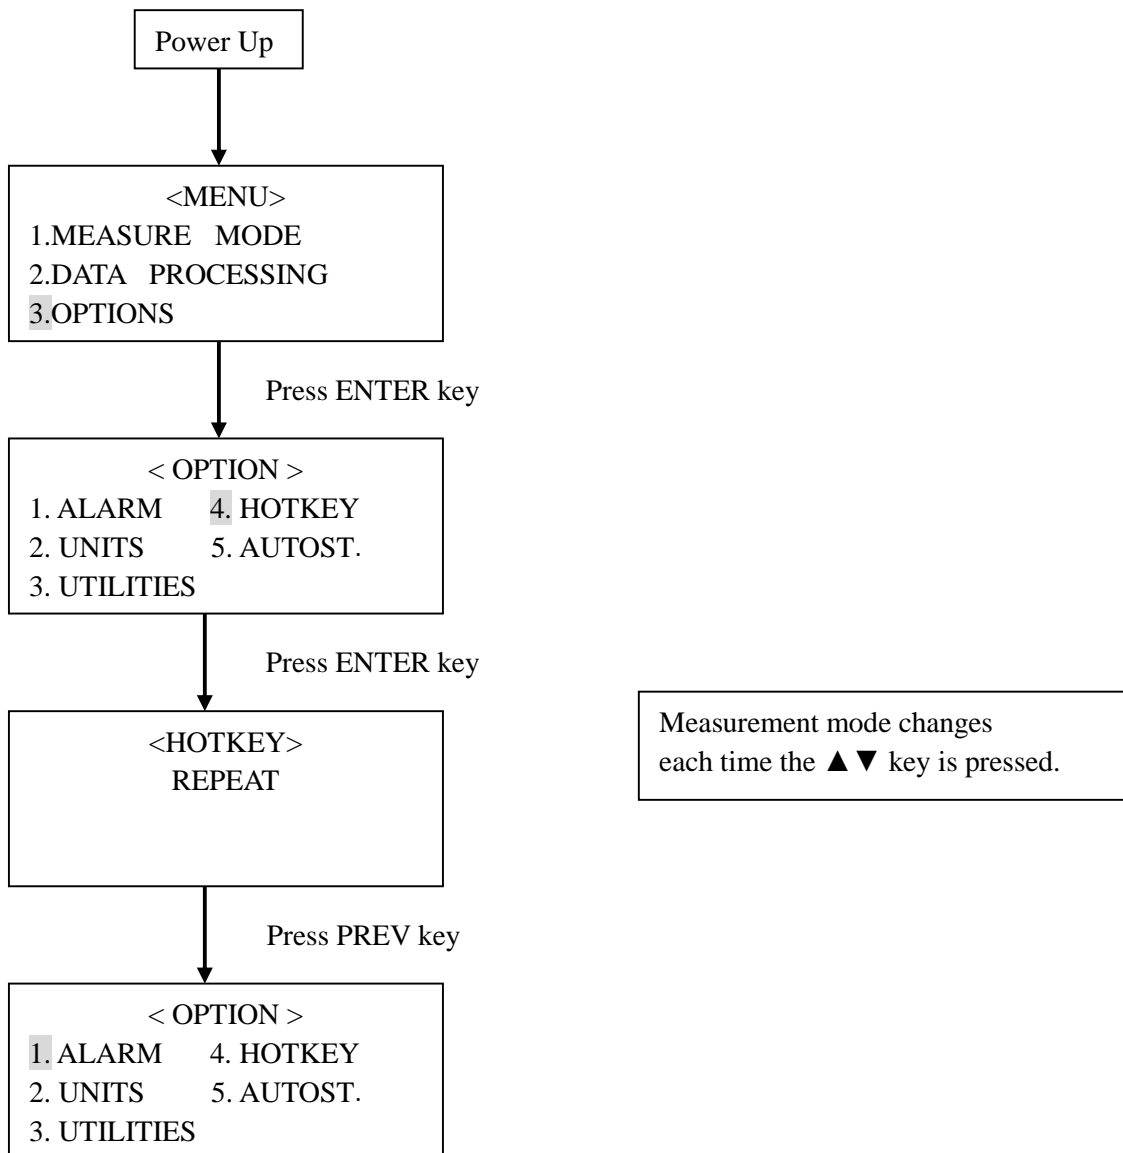 Power Up
<MENU>
1.MEASURE MODE
2.DATA PROCESSING
3.OPTIONS
Press ENTER key
< OPTION >
1. ALARM 4. HOTKEY
2. UNITS 5. AUTOST.
3. UTILITIES
Press ENTER key
<HOTKEY>
REPEAT
Measurement mode changes
each time the ▲▼ key is pressed.
Press PREV key
< OPTION >
1. ALARM 4. HOTKEY
2. UNITS 5. AUTOST.
3. UTILITIES